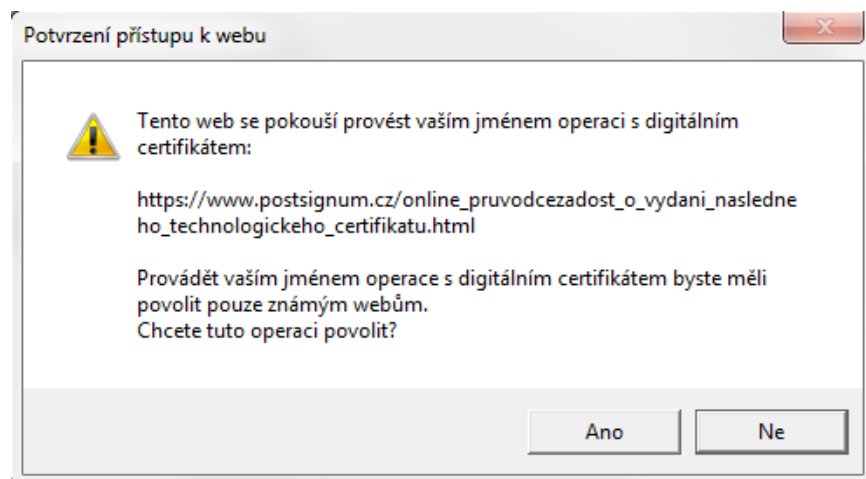 Potvrzení přístupu k webu
Tento web se pokouší provést vaším jménem operaci s digitálním
certifikátem:
https://www.postsignum.cz/online_pruvodcezadost_o_vydani_nasledne
ho_technologickeho_certifikatu.html
Provádět vaším jménem operace s digitálním certifikátem byste měli
povolit pouze známým webům.
Chcete tuto operaci povolit?
Ano
Ne